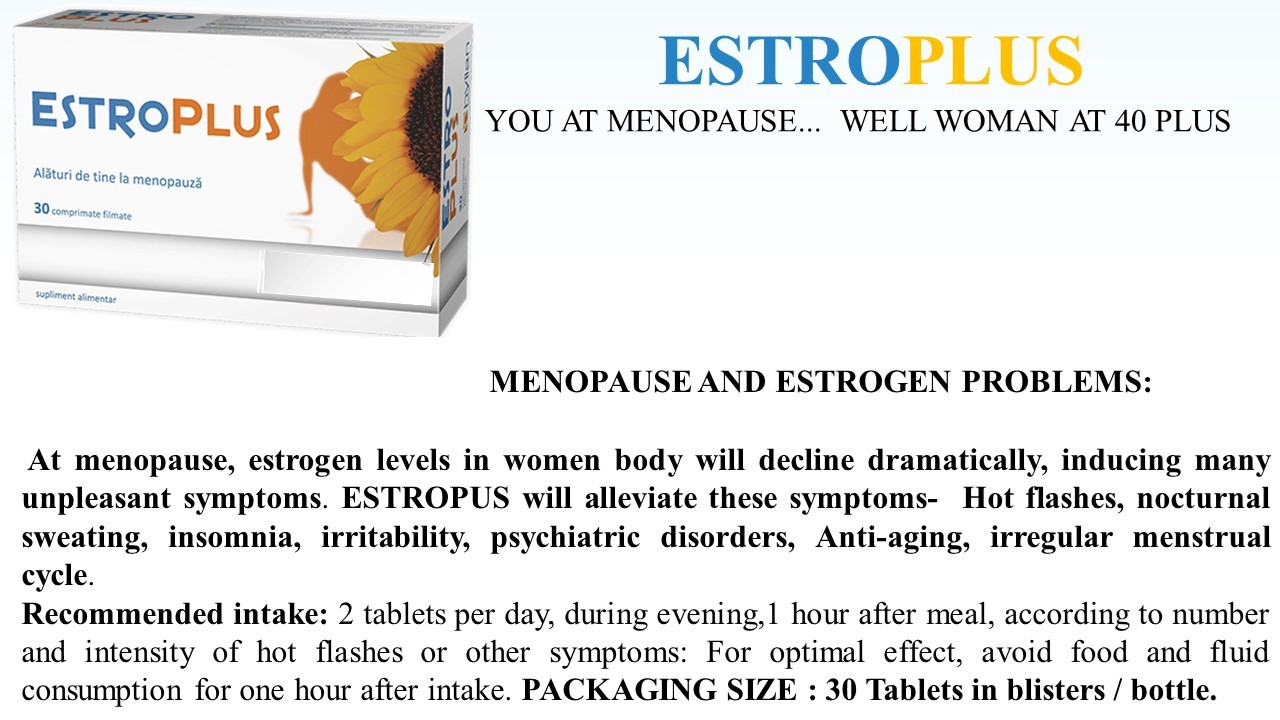 ESTRO
PLUS
ESTROPLUS
Alături de tine la menopauză
30 comprimate filmate
supliment alimentar
ESTRO
PLUS
ESTROPLUS
YOU AT MENOPAUSE... WELL WOMAN AT 40 PLUS
MENOPAUSE AND ESTROGEN PROBLEMS:
At menopause, estrogen levels in women body will decline dramatically, inducing many
unpleasant symptoms. ESTROPUS will alleviate these symptoms- Hot flashes, nocturnal
sweating, insomnia, irritability, psychiatric disorders, Anti-aging, irregular menstrual
cycle.
Recommended intake: 2 tablets per day, during evening,1 hour after meal, according to number
and intensity of hot flashes or other symptoms: For optimal effect, avoid food and fluid
consumption for one hour after intake. PACKAGING SIZE : 30 Tablets in blisters / bottle.